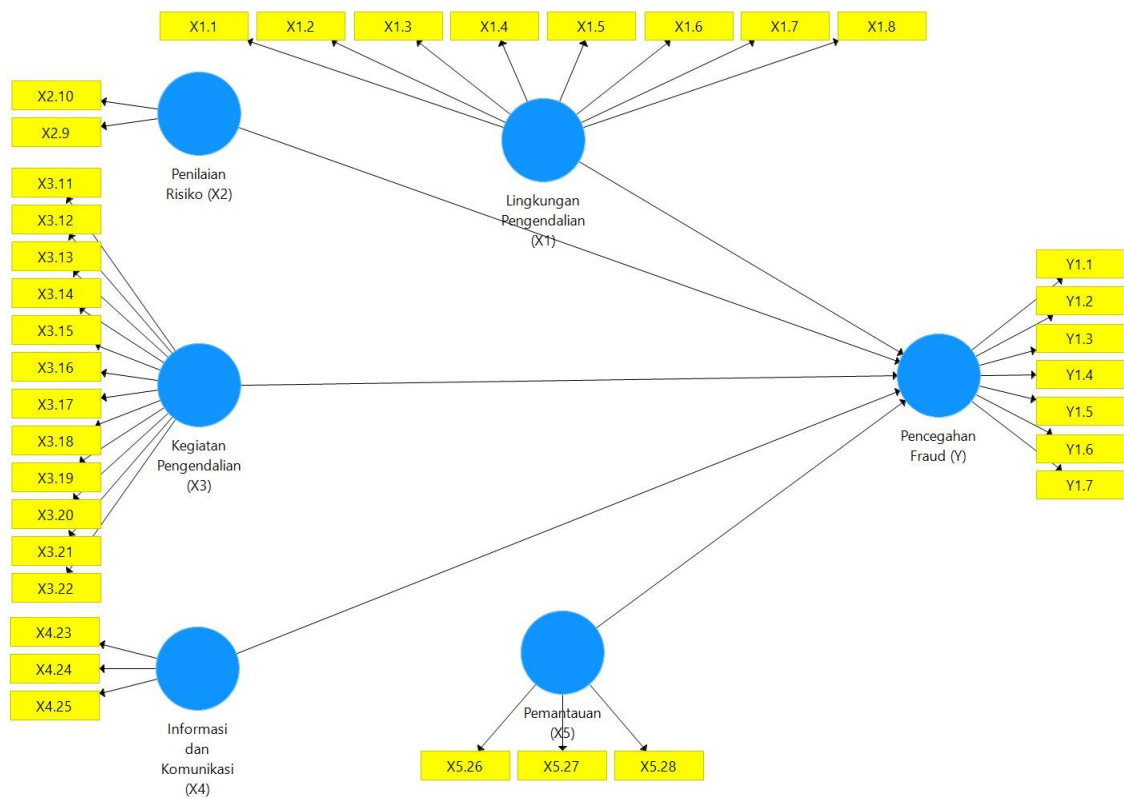 X1.1
X1.2
X1.3
X1.4
X1.5
X1.6
X1.7
X1.8
X2.10
X2.9
Penilaian
Risiko (X2)
Lingkungan
Pengendalian
(X1)
X3.11
X3.12
X3.13
X3.14
X3.15
X3.16
X3.17
X3.18
X3.19
X3.20
X3.21
X3.22
Kegiatan
Pengendalian
(X3)
Pencegahan
Fraud (Y)
Y1.1
Y1.2
Y1.3
Y1.4
Y1.5
Y1.6
Y1.7
X4.23
X4.24
X4.25
Informasi
dan
Komunikasi
(X4)
Pemantauan
(X5)
X5.26
X5.27
X5.28